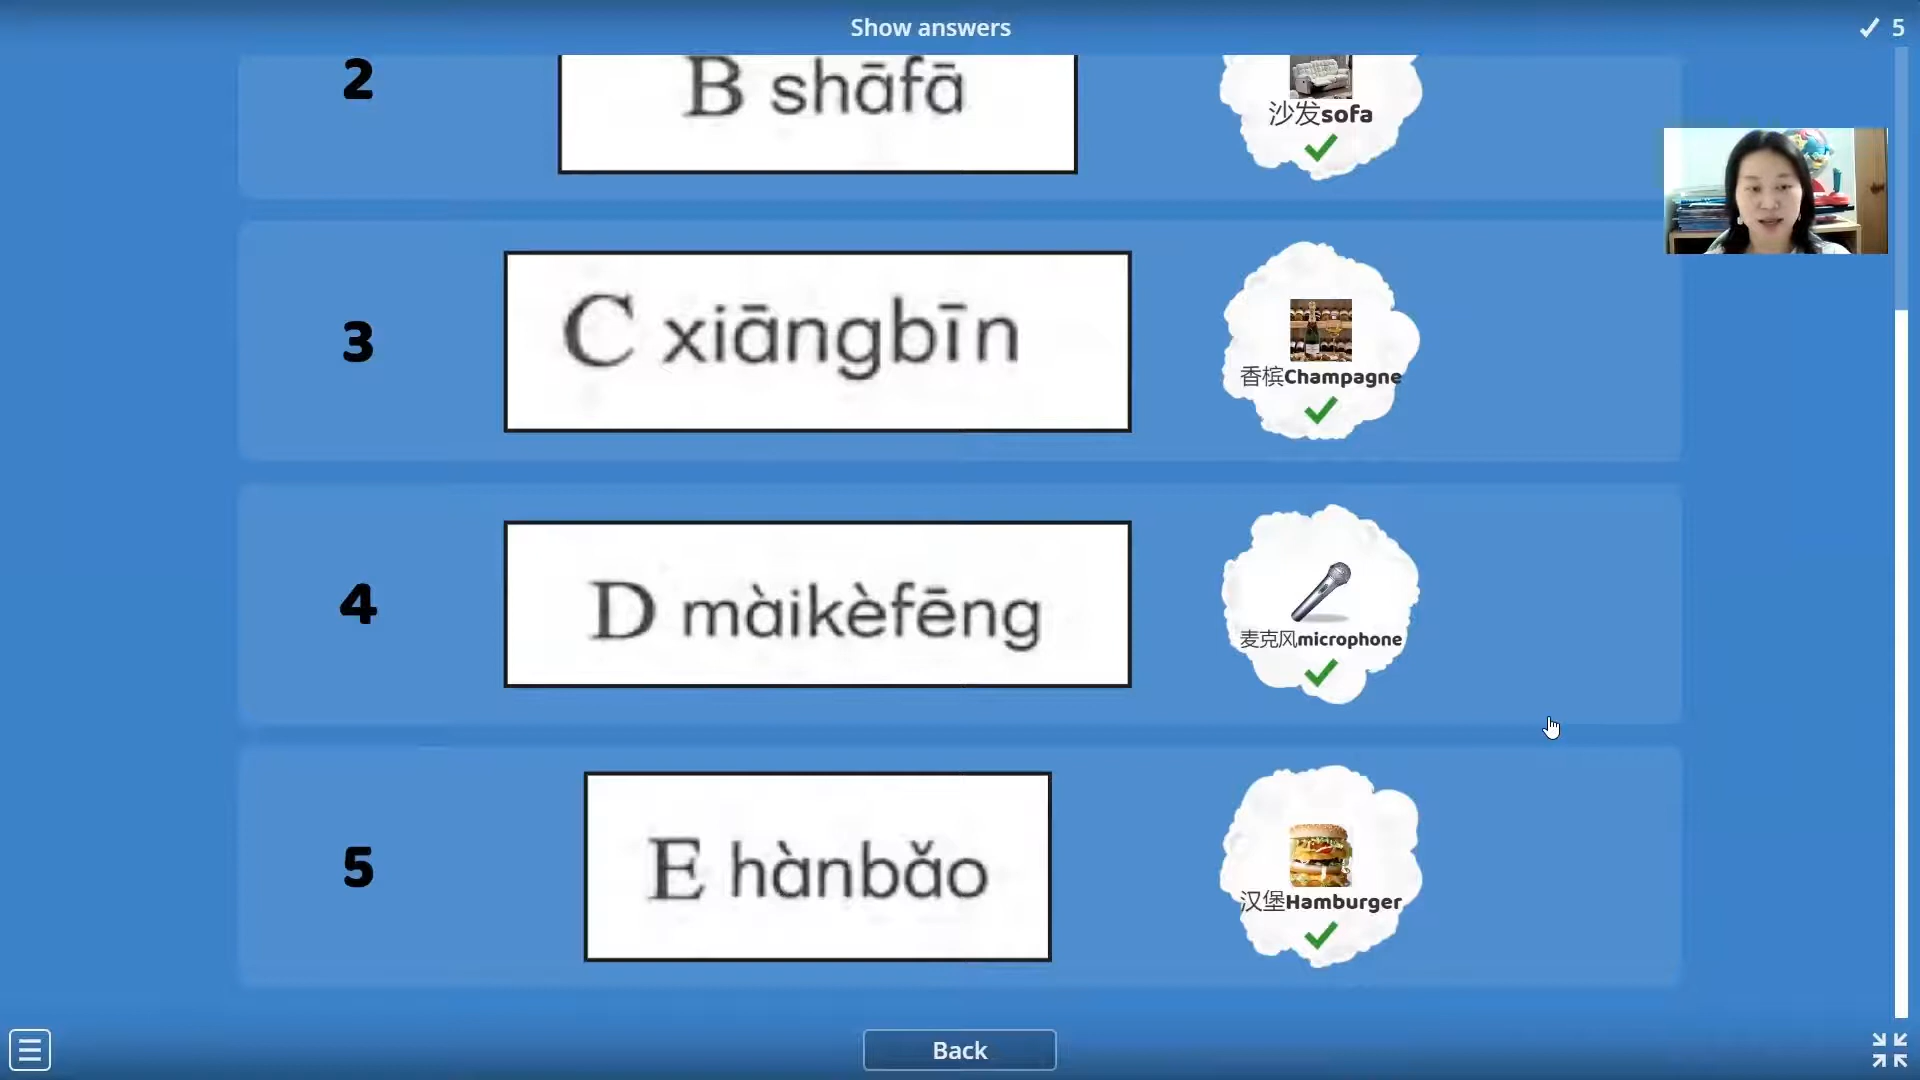 Show answers
5
2
B shāfā
沙发sofa
3
C xiāngbīn
香槟Champagne
4
D màikèfēng
麦克风microphone
5
E hànbǎo
汉堡Hamburger
Back